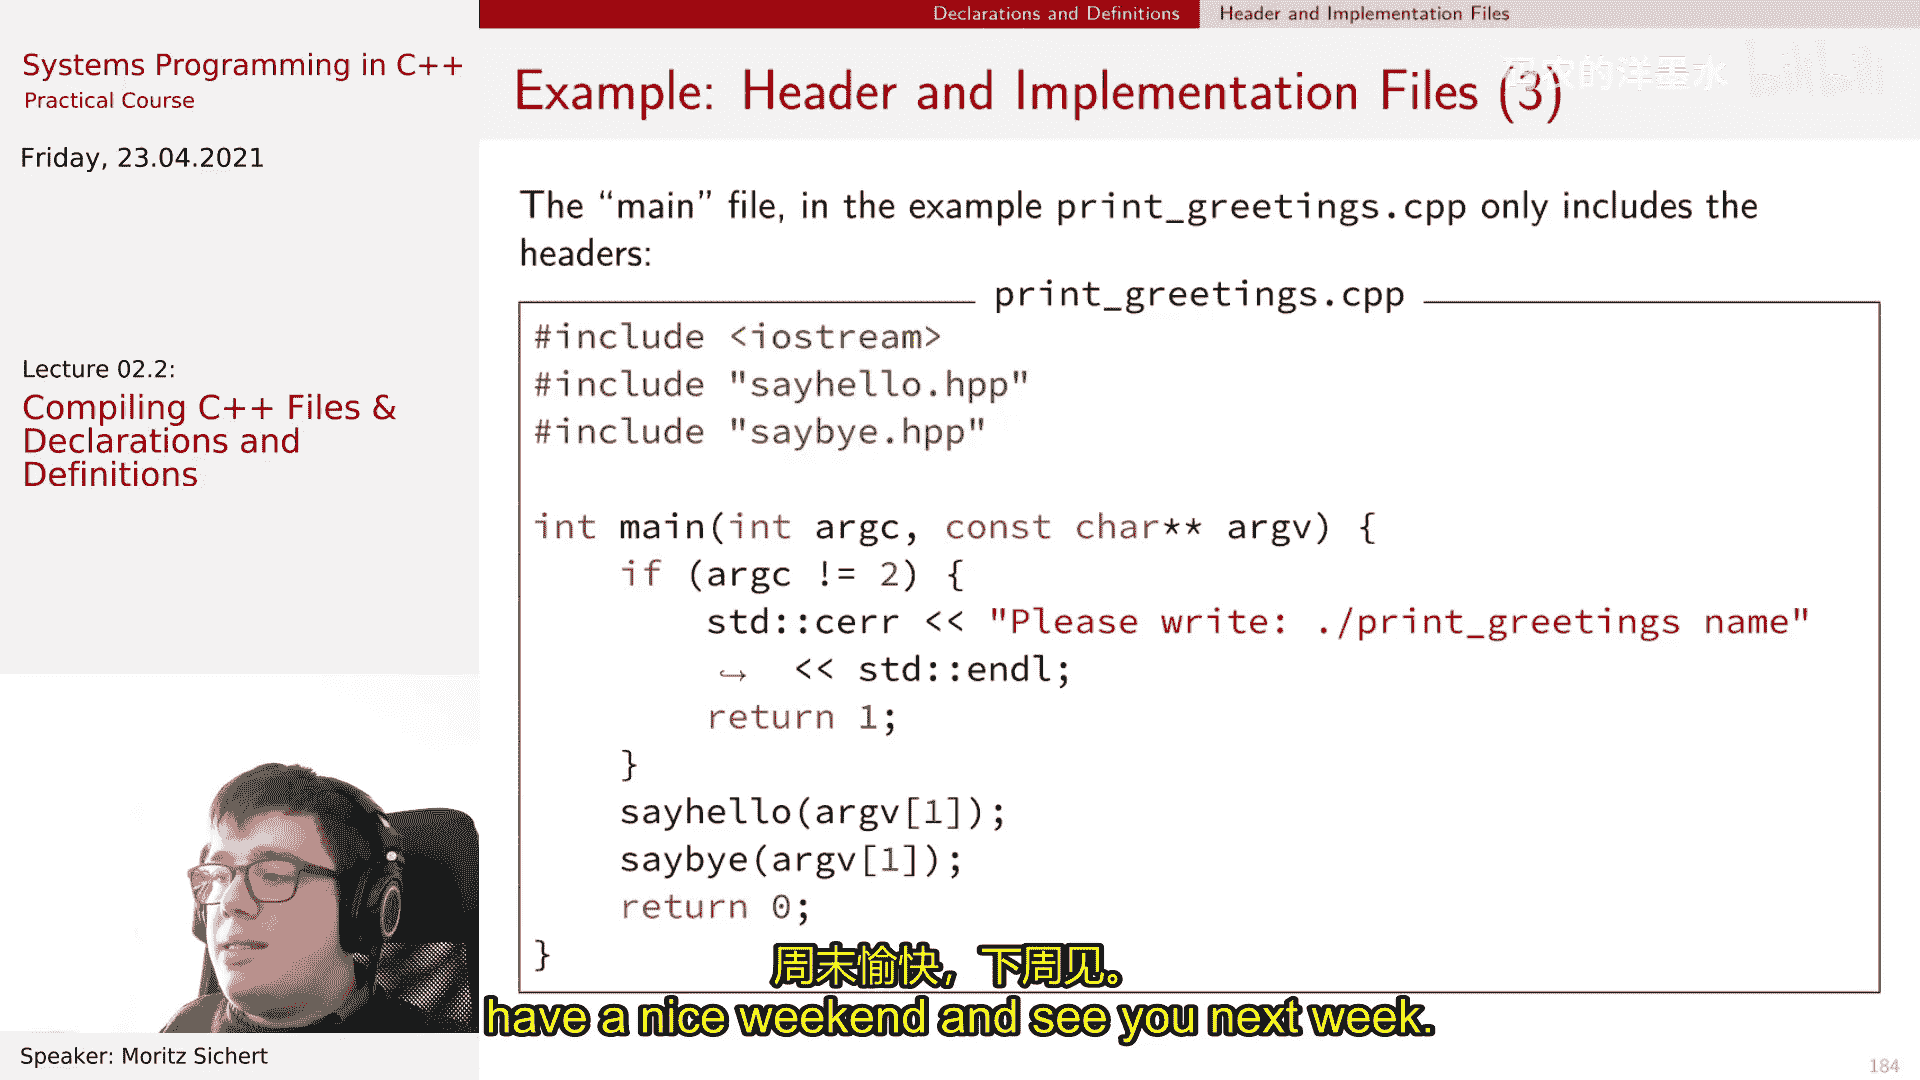 Declarations and Definitions
Header and Implementation Files
Systems Programming in C++
Practical Course
Friday, 23.04.2021
Lecture 02.2:
Compiling C++ Files &
Declarations and
Definitions
Speaker: Moritz Sichert
Example: Header and Implementation Files (3)
的洋墨水
The “main” file, in the example print_greetings.cpp only includes the
headers:
print_greetings.cpp
#include <iostream>
#include "sayhello.hpp"
#include "saybye.hpp"
int main(int argc, const char** argv) {
if (argc != 2) {
std::cerr << "Please write: ./print_greetings name"
↪ << std::endl;
return 1;
}
sayhello(argv[1]);
saybye(argv[1]);
return 0;
}
周末愉快，下周见。
have a nice weekend and see you next week.
184